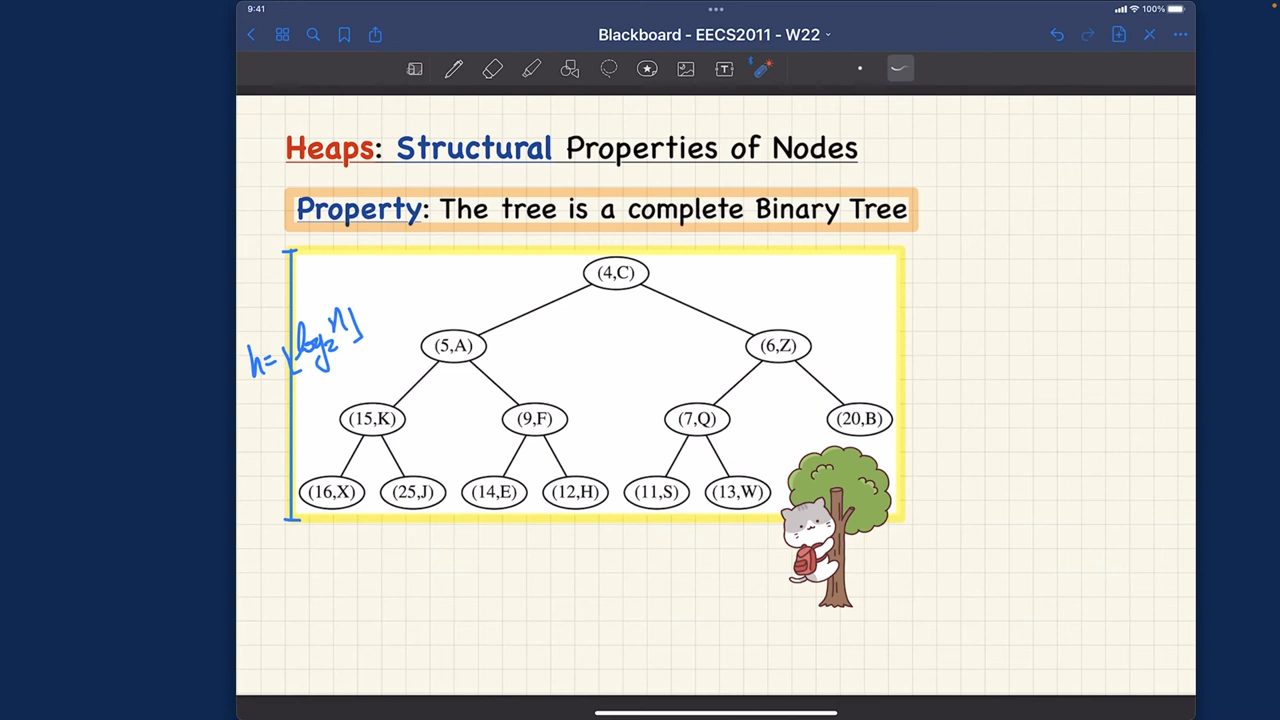 9:41
100%
Blackboard - EECS2011 - W22
Heaps: Structural Properties of Nodes
Property: The tree is a complete Binary Tree
(4,C)
(5,A) (6,Z)
h = ⌊log₂ n⌋
(15,K) (9,F) (7,Q) (20,B)
(16,X) (25,J) (14,E) (12,H) (11,S) (13,W)